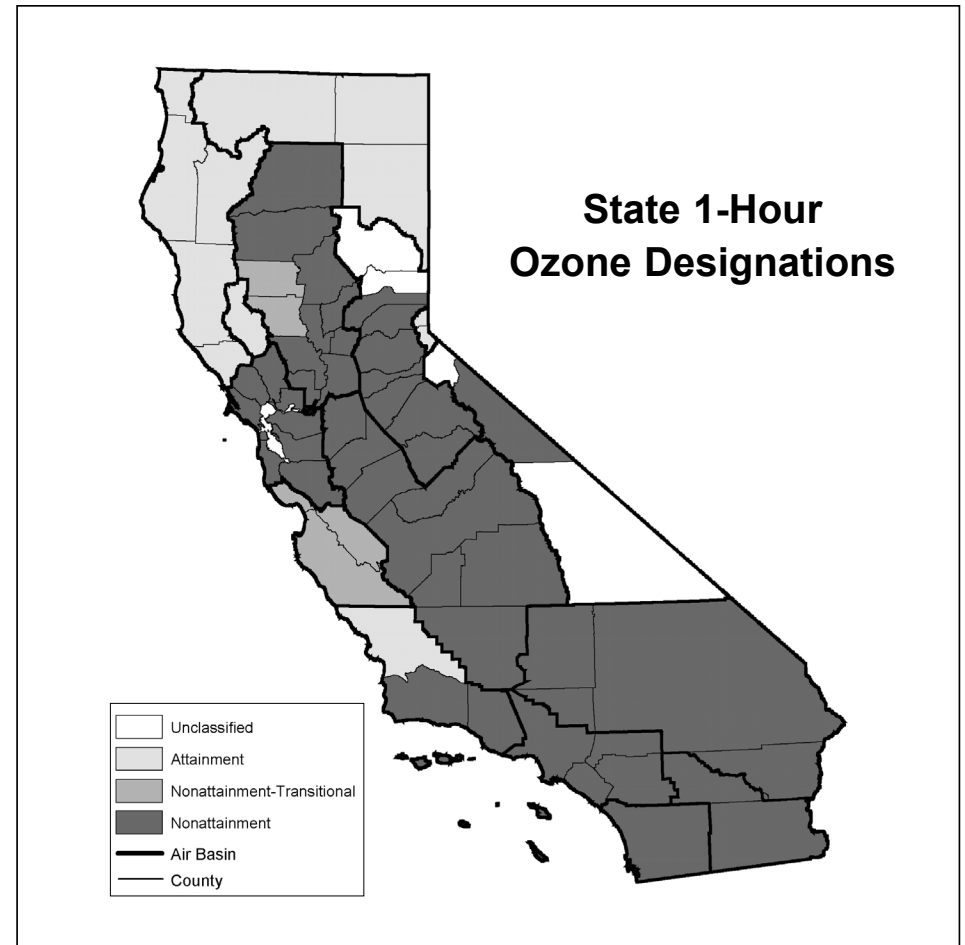 State 1-Hour
Ozone Designations
Unclassified
Attainment
Nonattainment-Transitional
Nonattainment
Air Basin
County